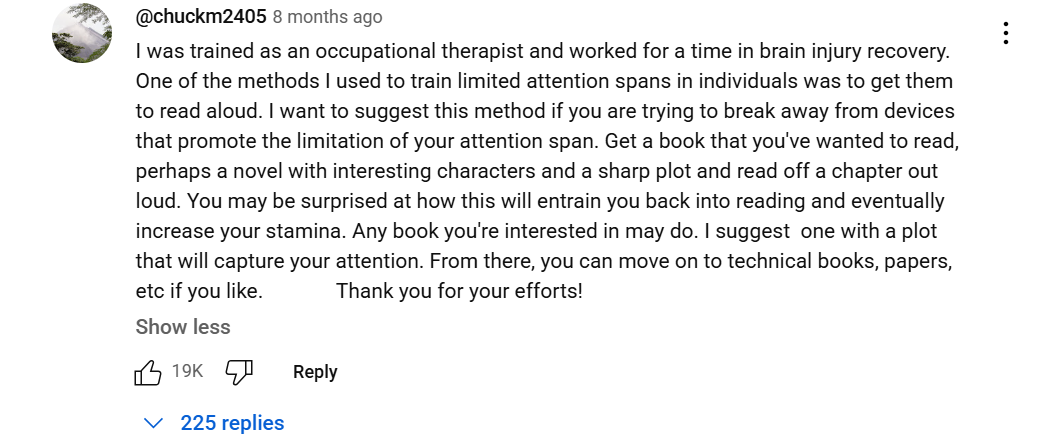 @chuckm2405 8 months ago
I was trained as an occupational therapist and worked for a time in brain injury recovery.
One of the methods I used to train limited attention spans in individuals was to get them
to read aloud. I want to suggest this method if you are trying to break away from devices
that promote the limitation of your attention span. Get a book that you've wanted to read,
perhaps a novel with interesting characters and a sharp plot and read off a chapter out
loud. You may be surprised at how this will entrain you back into reading and eventually
increase your stamina. Any book you're interested in may do. I suggest  one with a plot
that will capture your attention. From there, you can move on to technical books, papers,
etc if you like.             Thank you for your efforts!
Show less
19K Reply
225 replies